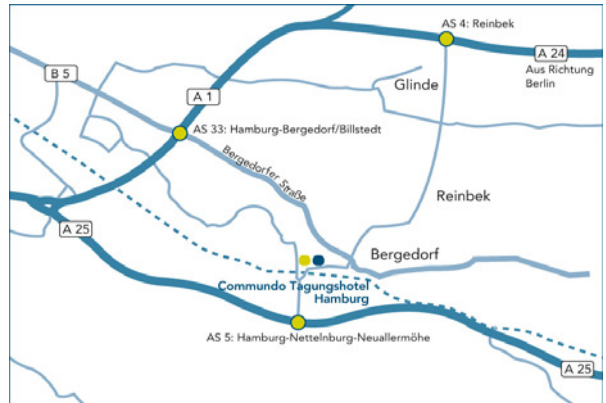 AS 4: Reinbek
A 24
Aus Richtung
Berlin
B 5
Glinde
A 1
AS 33: Hamburg-Bergedorf/Billstedt
Bergedorfer Straße
Reinbek
A 25
Bergedorf
Commundo Tagungshotel
Hamburg
AS 5: Hamburg-Nettelnburg-Neuallermöhe
A 25